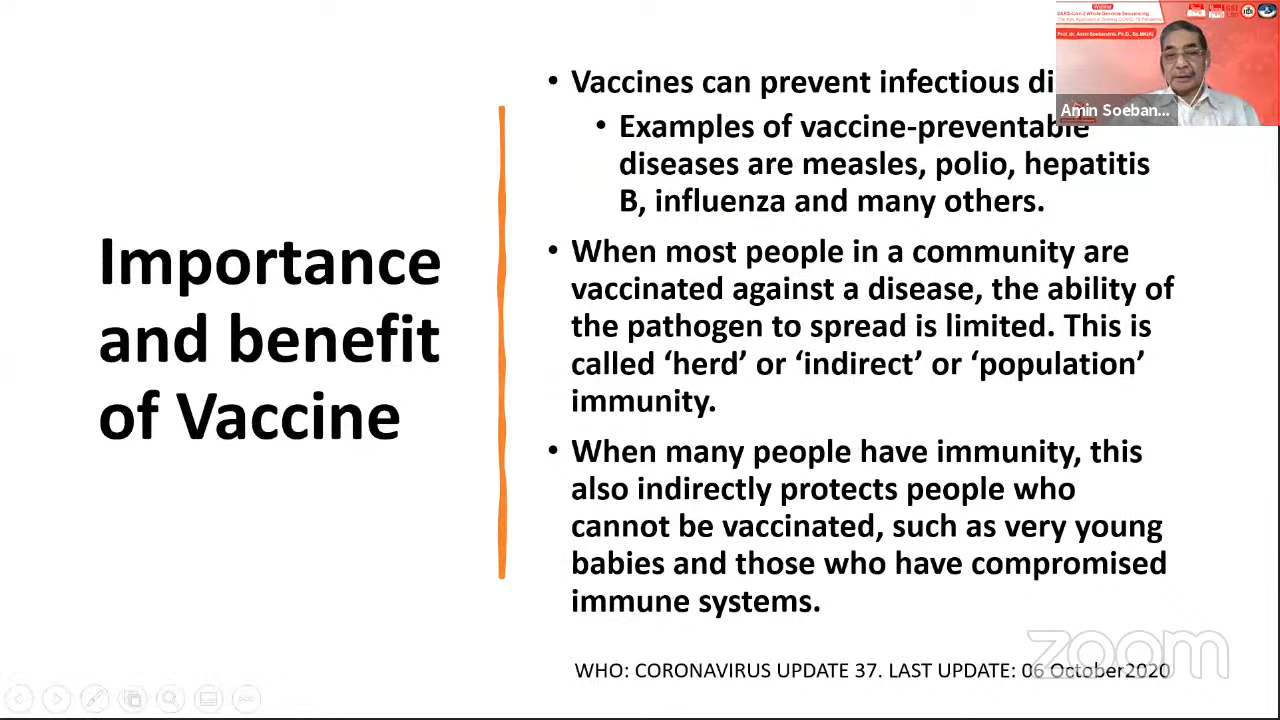 Importance
and benefit
of Vaccine
• Vaccines can prevent infectious
• Examples of vaccine-preventable
diseases are measles, polio, hepatitis
B, influenza and many others.
• When most people in a community are
vaccinated against a disease, the ability of
the pathogen to spread is limited. This is
called ‘herd’ or ‘indirect’ or ‘population’
immunity.
• When many people have immunity, this
also indirectly protects people who
cannot be vaccinated, such as very young
babies and those who have compromised
immune systems.
WHO: CORONAVIRUS UPDATE 37. LAST UPDATE: 06 October2020
zoom
SARS-CoV-2 Whole Genome Sequencing
Prof. dr. Amin Soebandrio, Ph.D., Sp.MK(K)
Amin Soeban...